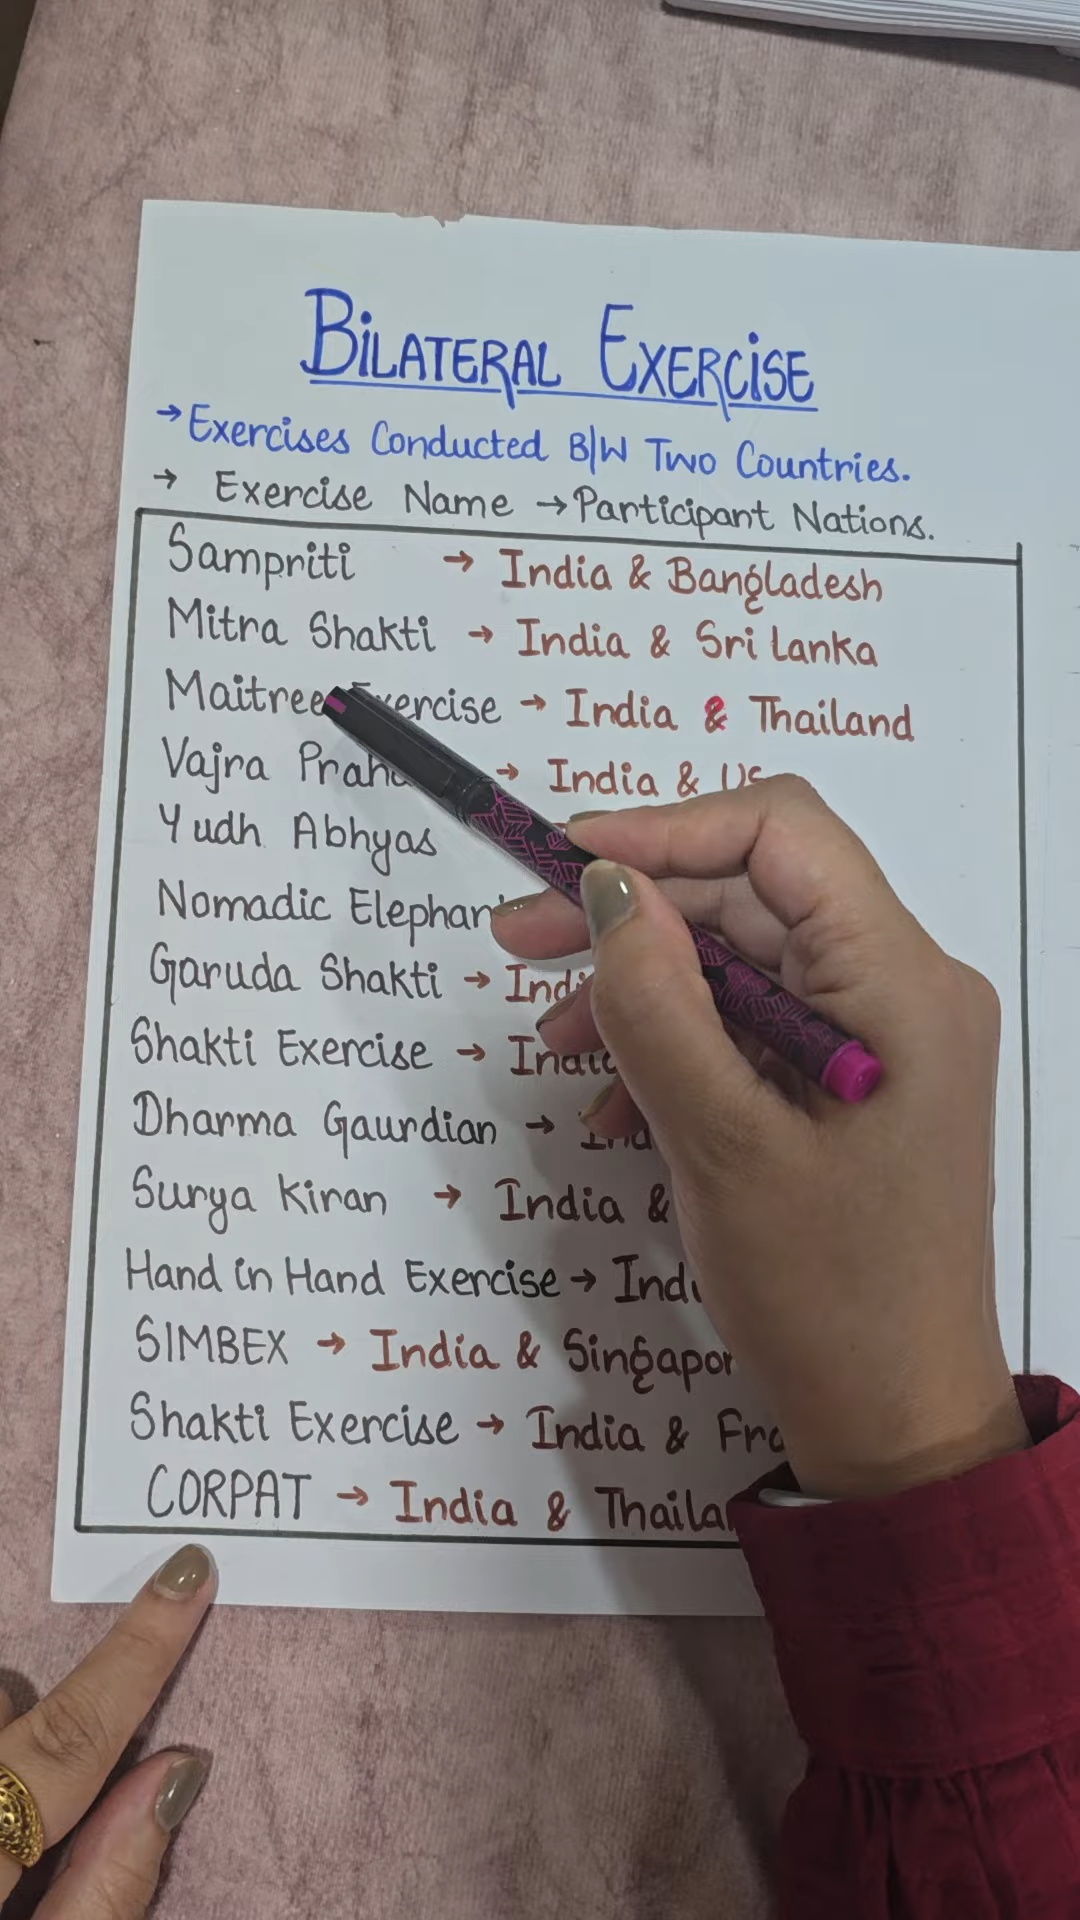 BILATERAL EXERCISE
→ Exercises Conducted B/W Two Countries.
→ Exercise Name → Participant Nations.
Sampriti → India & Bangladesh
Mitra Shakti → India & Sri Lanka
Maitree Exercise → India & Thailand
Vajra → India & US
Yudh Abhyas
Nomadic
Garuda Shakti →
Shakti Exercise →
Dharma Gaurdian →
Surya Kiran → India &
Hand in Hand Exercise →
SIMBEX → India &
Shakti Exercise → India &
CORPAT → India &